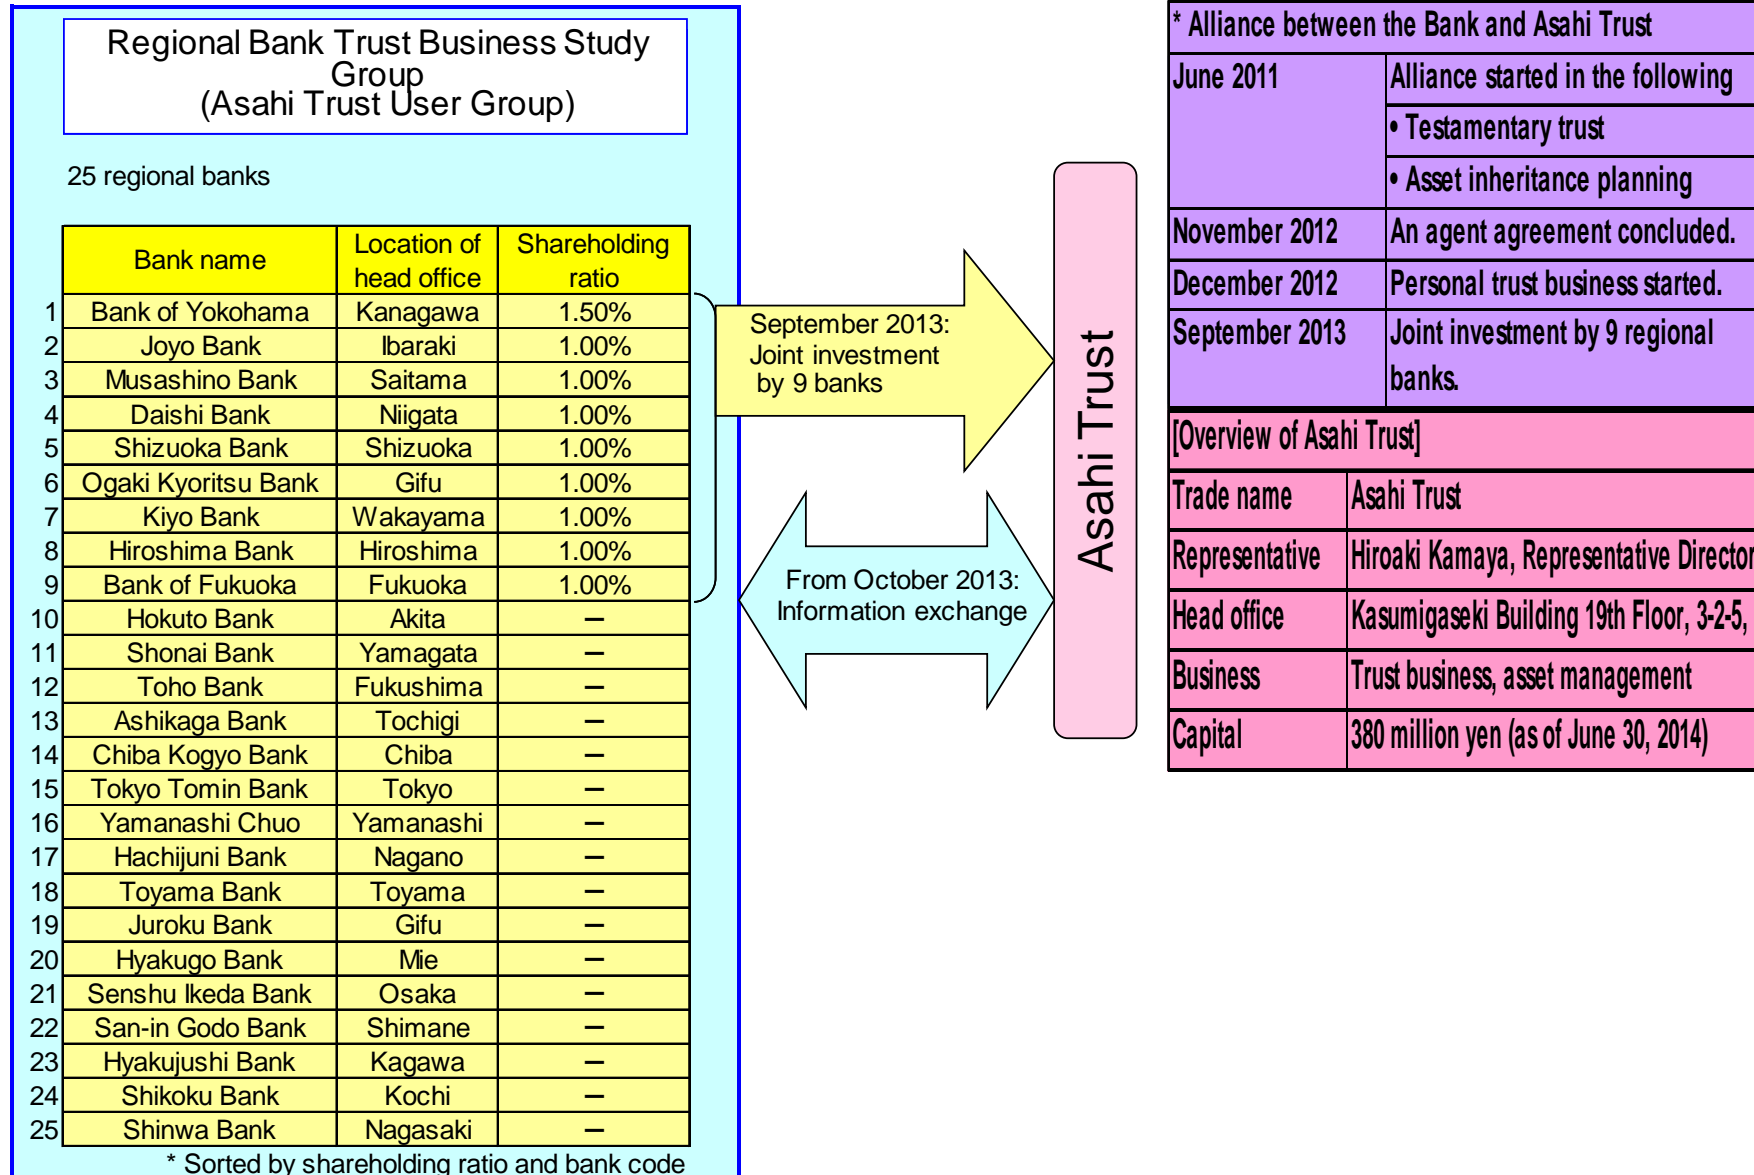 Regional Bank Trust Business Study
Group
(Asahi Trust User Group)
25 regional banks
Bank name Location of head office Shareholding ratio
1 Bank of Yokohama Kanagawa 1.50%
2 Joyo Bank Ibaraki 1.00%
3 Musashino Bank Saitama 1.00%
4 Daishi Bank Niigata 1.00%
5 Shizuoka Bank Shizuoka 1.00%
6 Ogaki Kyoritsu Bank Gifu 1.00%
7 Kiyo Bank Wakayama 1.00%
8 Hiroshima Bank Hiroshima 1.00%
9 Bank of Fukuoka Fukuoka 1.00%
10 Hokuto Bank Akita –
11 Shonai Bank Yamagata –
12 Toho Bank Fukushima –
13 Ashikaga Bank Tochigi –
14 Chiba Kogyo Bank Chiba –
15 Tokyo Tomin Bank Tokyo –
16 Yamanashi Chuo Yamanashi –
17 Hachijuni Bank Nagano –
18 Toyama Bank Toyama –
19 Juroku Bank Gifu –
20 Hyakugo Bank Mie –
21 Senshu Ikeda Bank Osaka –
22 San-in Godo Bank Shimane –
23 Hyakujushi Bank Kagawa –
24 Shikoku Bank Kochi –
25 Shinwa Bank Nagasaki –
* Sorted by shareholding ratio and bank code
September 2013:
Joint investment
by 9 banks
From October 2013:
Information exchange
Asahi Trust
* Alliance between the Bank and Asahi Trust
June 2011 Alliance started in the following
• Testamentary trust
• Asset inheritance planning
November 2012 An agent agreement concluded.
December 2012 Personal trust business started.
September 2013 Joint investment by 9 regional
banks.
[Overview of Asahi Trust]
Trade name Asahi Trust
Representative Hiroaki Kamaya, Representative Director
Head office Kasumigaseki Building 19th Floor, 3-2-5,
Business Trust business, asset management
Capital 380 million yen (as of June 30, 2014)